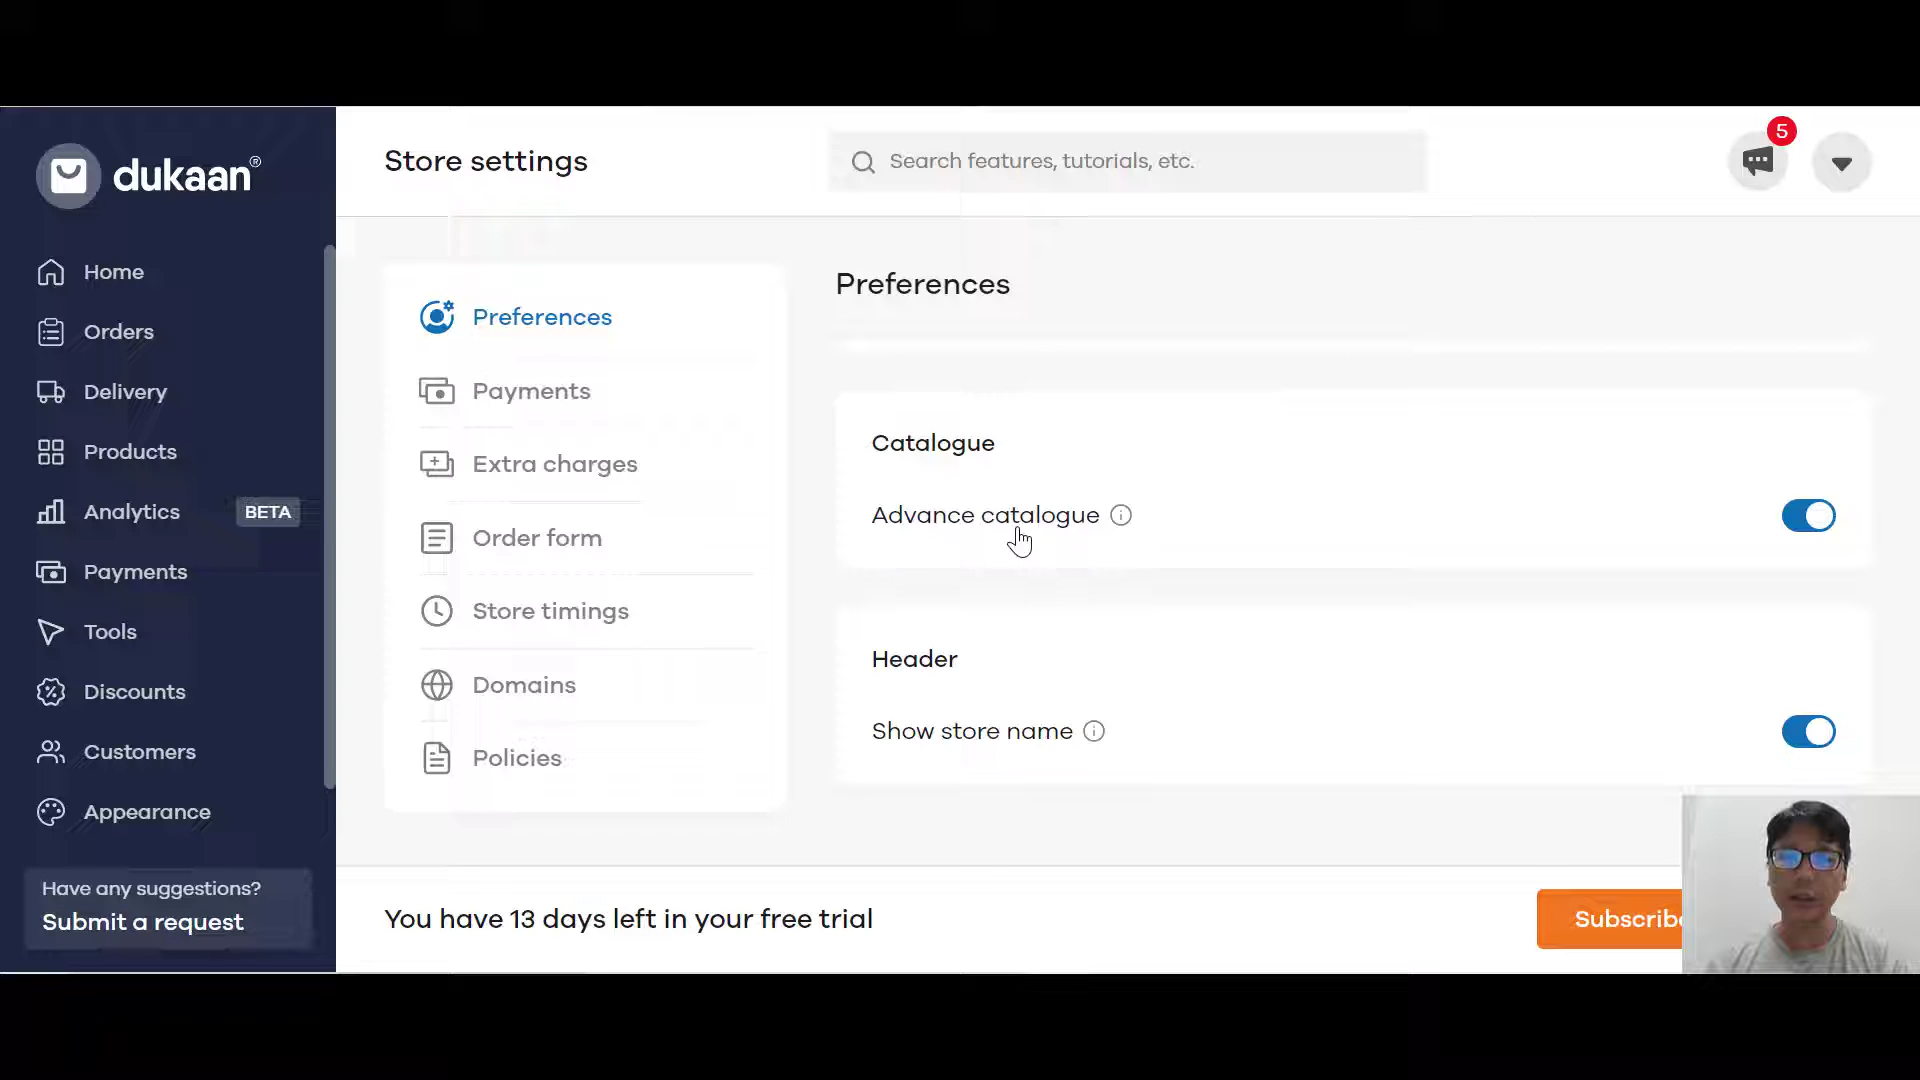 dukaan®
Home
Orders
Delivery
Products
Analytics BETA
Payments
Tools
Discounts
Customers
Appearance
Have any suggestions?
Submit a request
Store settings
Search features, tutorials, etc.
5
Preferences
Payments
Extra charges
Order form
Store timings
Domains
Policies
Preferences
Catalogue
Advance catalogue
Header
Show store name
You have 13 days left in your free trial
Subscribe